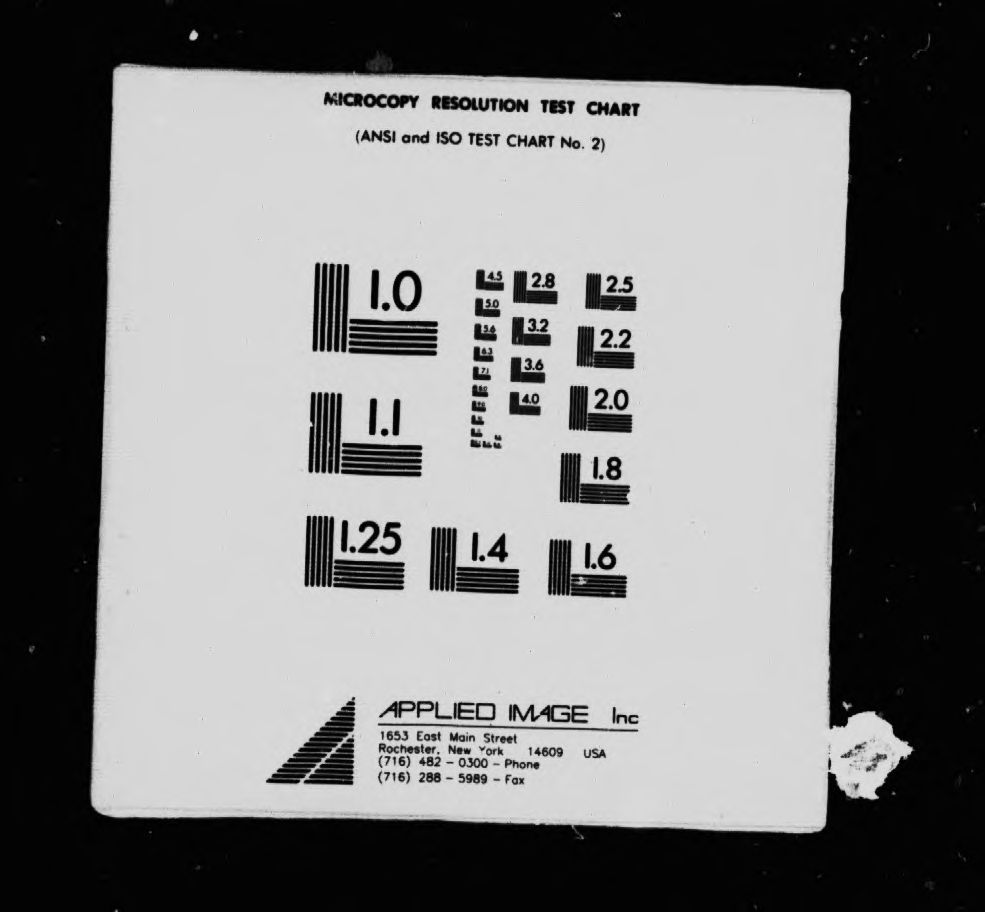 MICROCOPY RESOLUTION TEST CHART
(ANSI and ISO TEST CHART No. 2)
1.0
1.1
1.25
1.4
1.6
1.8
2.0
2.2
2.5
2.8
3.2
3.6
4.0
4.5
5.0
5.6
6.3
7.1
8.0
APPLIED IMAGE Inc
1653 East Main Street
Rochester, New York 14609 USA
(716) 482 - 0300 - Phone
(716) 288 - 5989 - Fax